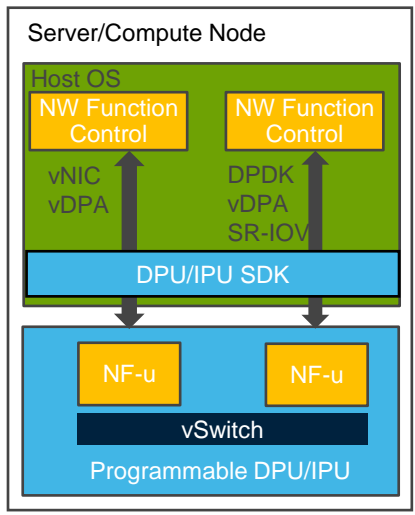 Server/Compute Node
Host OS
NW Function
Control
NW Function
Control
vNIC
vDPA
DPDK
vDPA
SR-IOV
DPU/IPU SDK
NF-u
NF-u
vSwitch
Programmable DPU/IPU